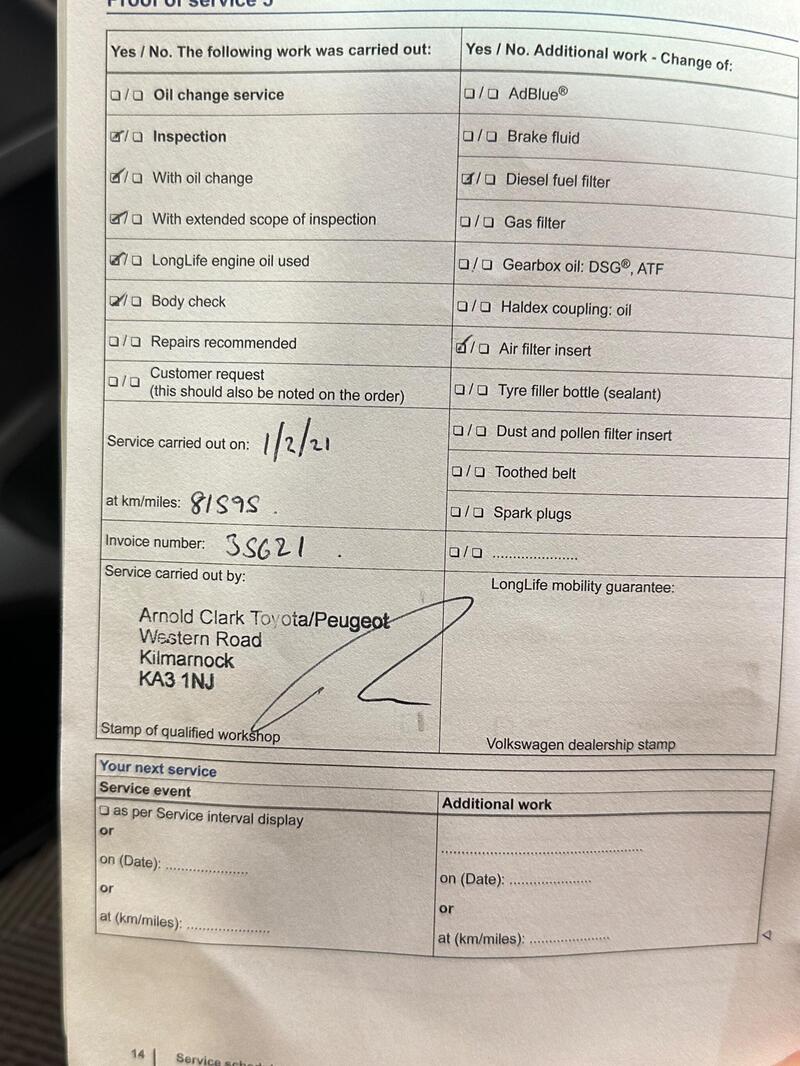 Proof of service 5
Yes / No. The following work was carried out:
☐ / ☐ Oil change service
☑ / ☐ Inspection
☑ / ☐ With oil change
☑ / ☐ With extended scope of inspection
☑ / ☐ LongLife engine oil used
☑ / ☐ Body check
☐ / ☐ Repairs recommended
☐ / ☐ Customer request
(this should also be noted on the order)
Service carried out on: 1/2/21
at km/miles: 81595 .
Invoice number: 35621 .
Service carried out by:
Arnold Clark Toyota/Peugeot
Western Road
Kilmarnock
KA3 1NJ
Stamp of qualified workshop
Yes / No. Additional work - Change of:
☐ / ☐ AdBlue®
☐ / ☐ Brake fluid
☑ / ☐ Diesel fuel filter
☐ / ☐ Gas filter
☐ / ☐ Gearbox oil: DSG®, ATF
☐ / ☐ Haldex coupling: oil
☑ / ☐ Air filter insert
☐ / ☐ Tyre filler bottle (sealant)
☐ / ☐ Dust and pollen filter insert
☐ / ☐ Toothed belt
☐ / ☐ Spark plugs
☐ / ☐ .....................
LongLife mobility guarantee:
Volkswagen dealership stamp
Your next service
Service event
☐ as per Service interval display
or
on (Date): .....................
or
at (km/miles): .....................
Additional work
..................................................
on (Date): .....................
or
at (km/miles): .....................
14 | Service